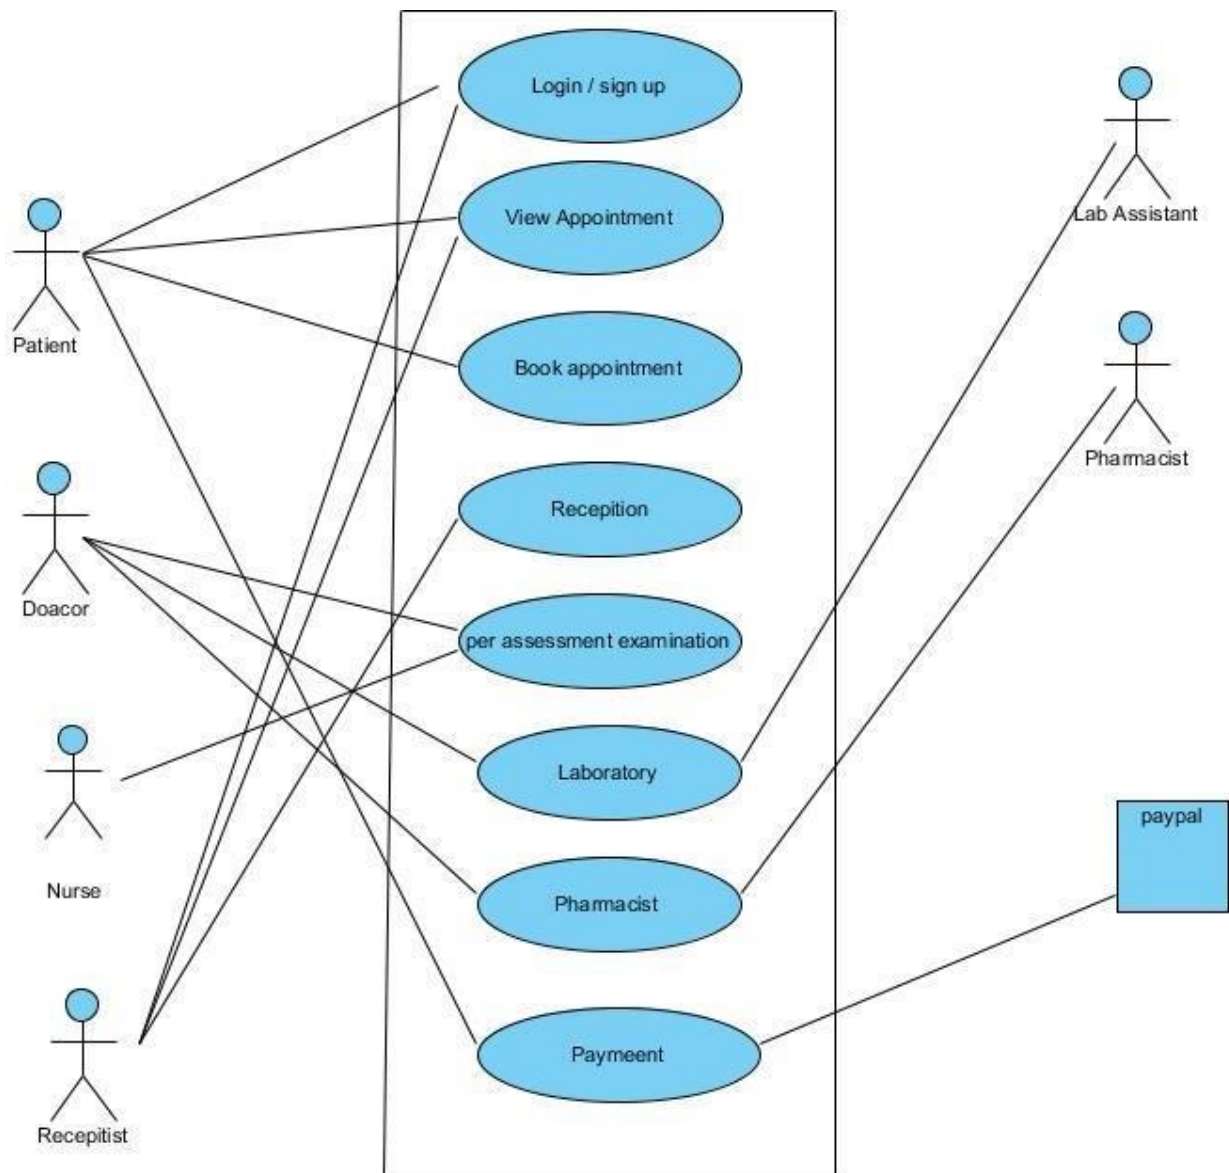 Login / sign up
View Appointment
Book appointment
Recepition
per assessment examination
Laboratory
Pharmacist
Paymeent
Patient
Doacor
Nurse
Recepitist
Lab Assistant
Pharmacist
paypal